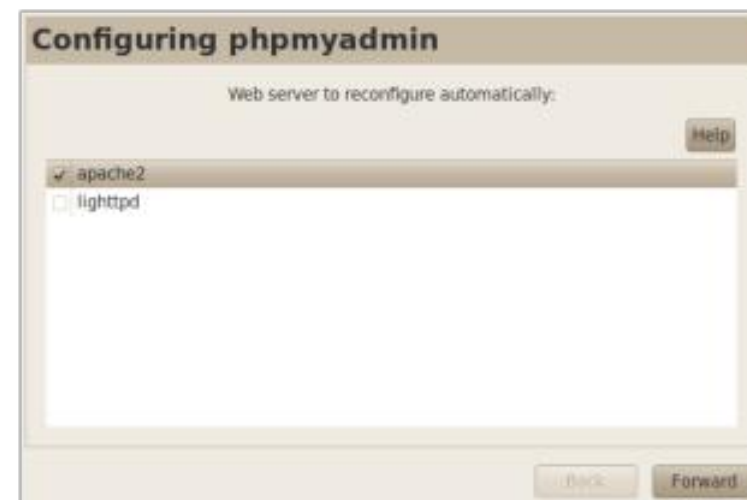 Configuring phpmyadmin
Web server to reconfigure automatically:
Help
apache2
lighttpd
Back
Forward